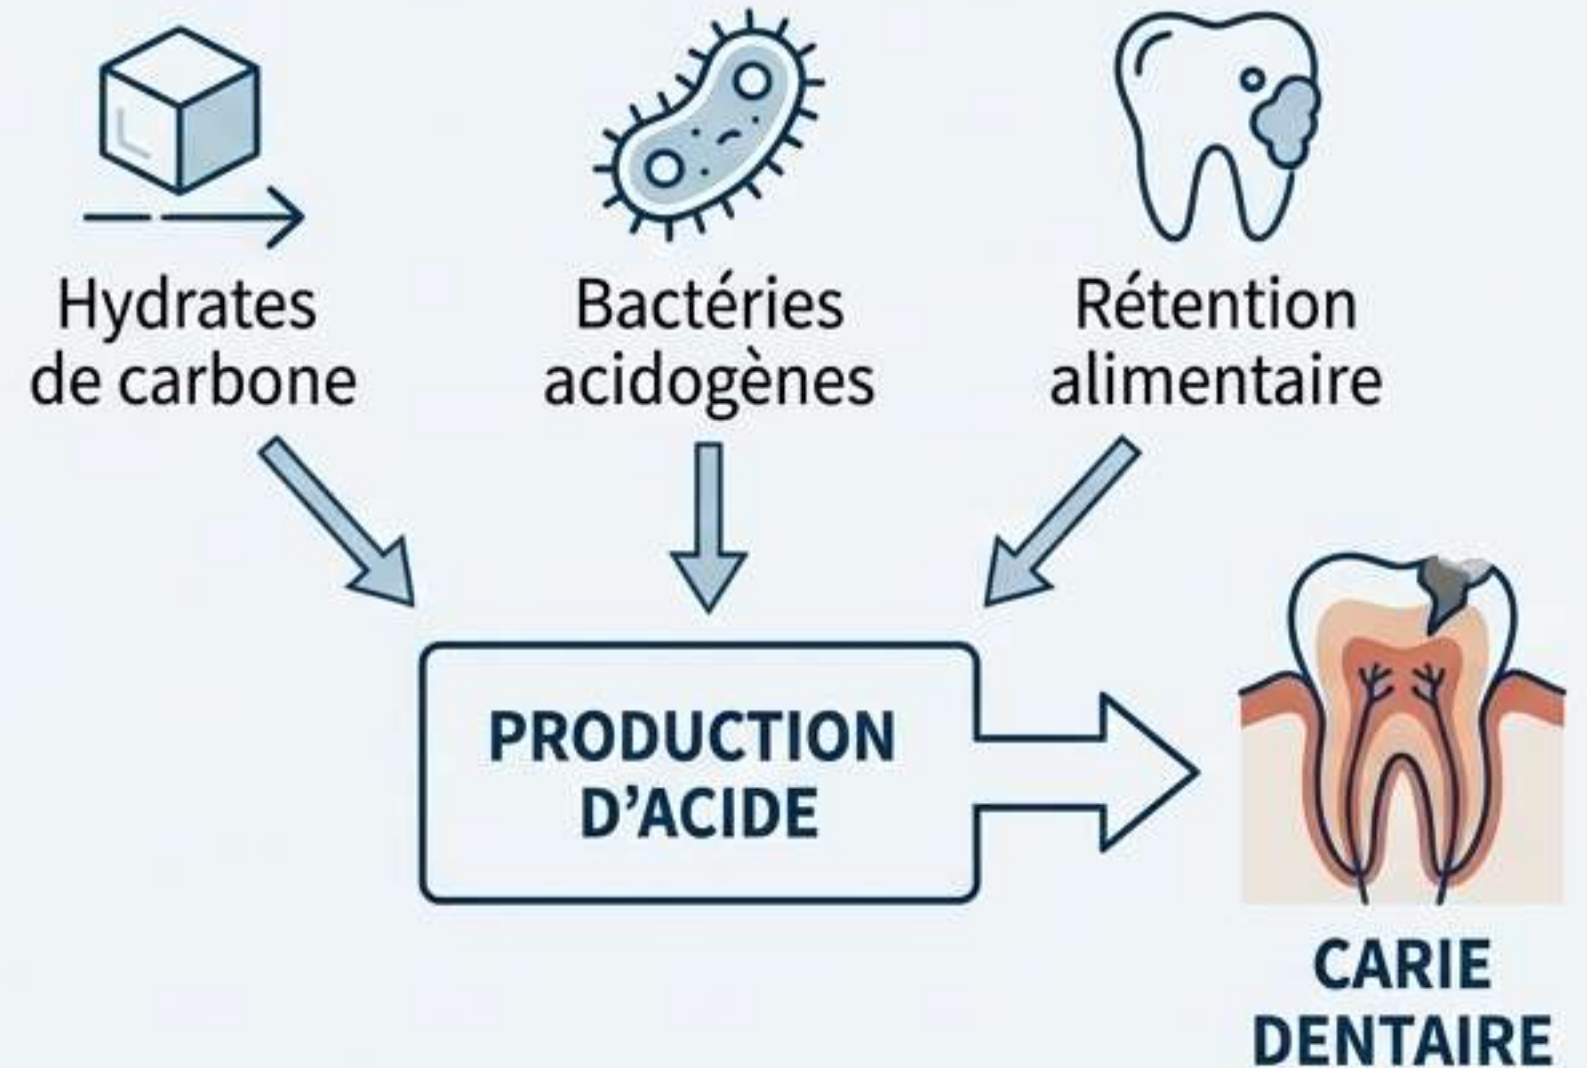 Hydrates
de carbone
Bactéries
acidogènes
Rétention
alimentaire
PRODUCTION
D’ACIDE
CARIE
DENTAIRE